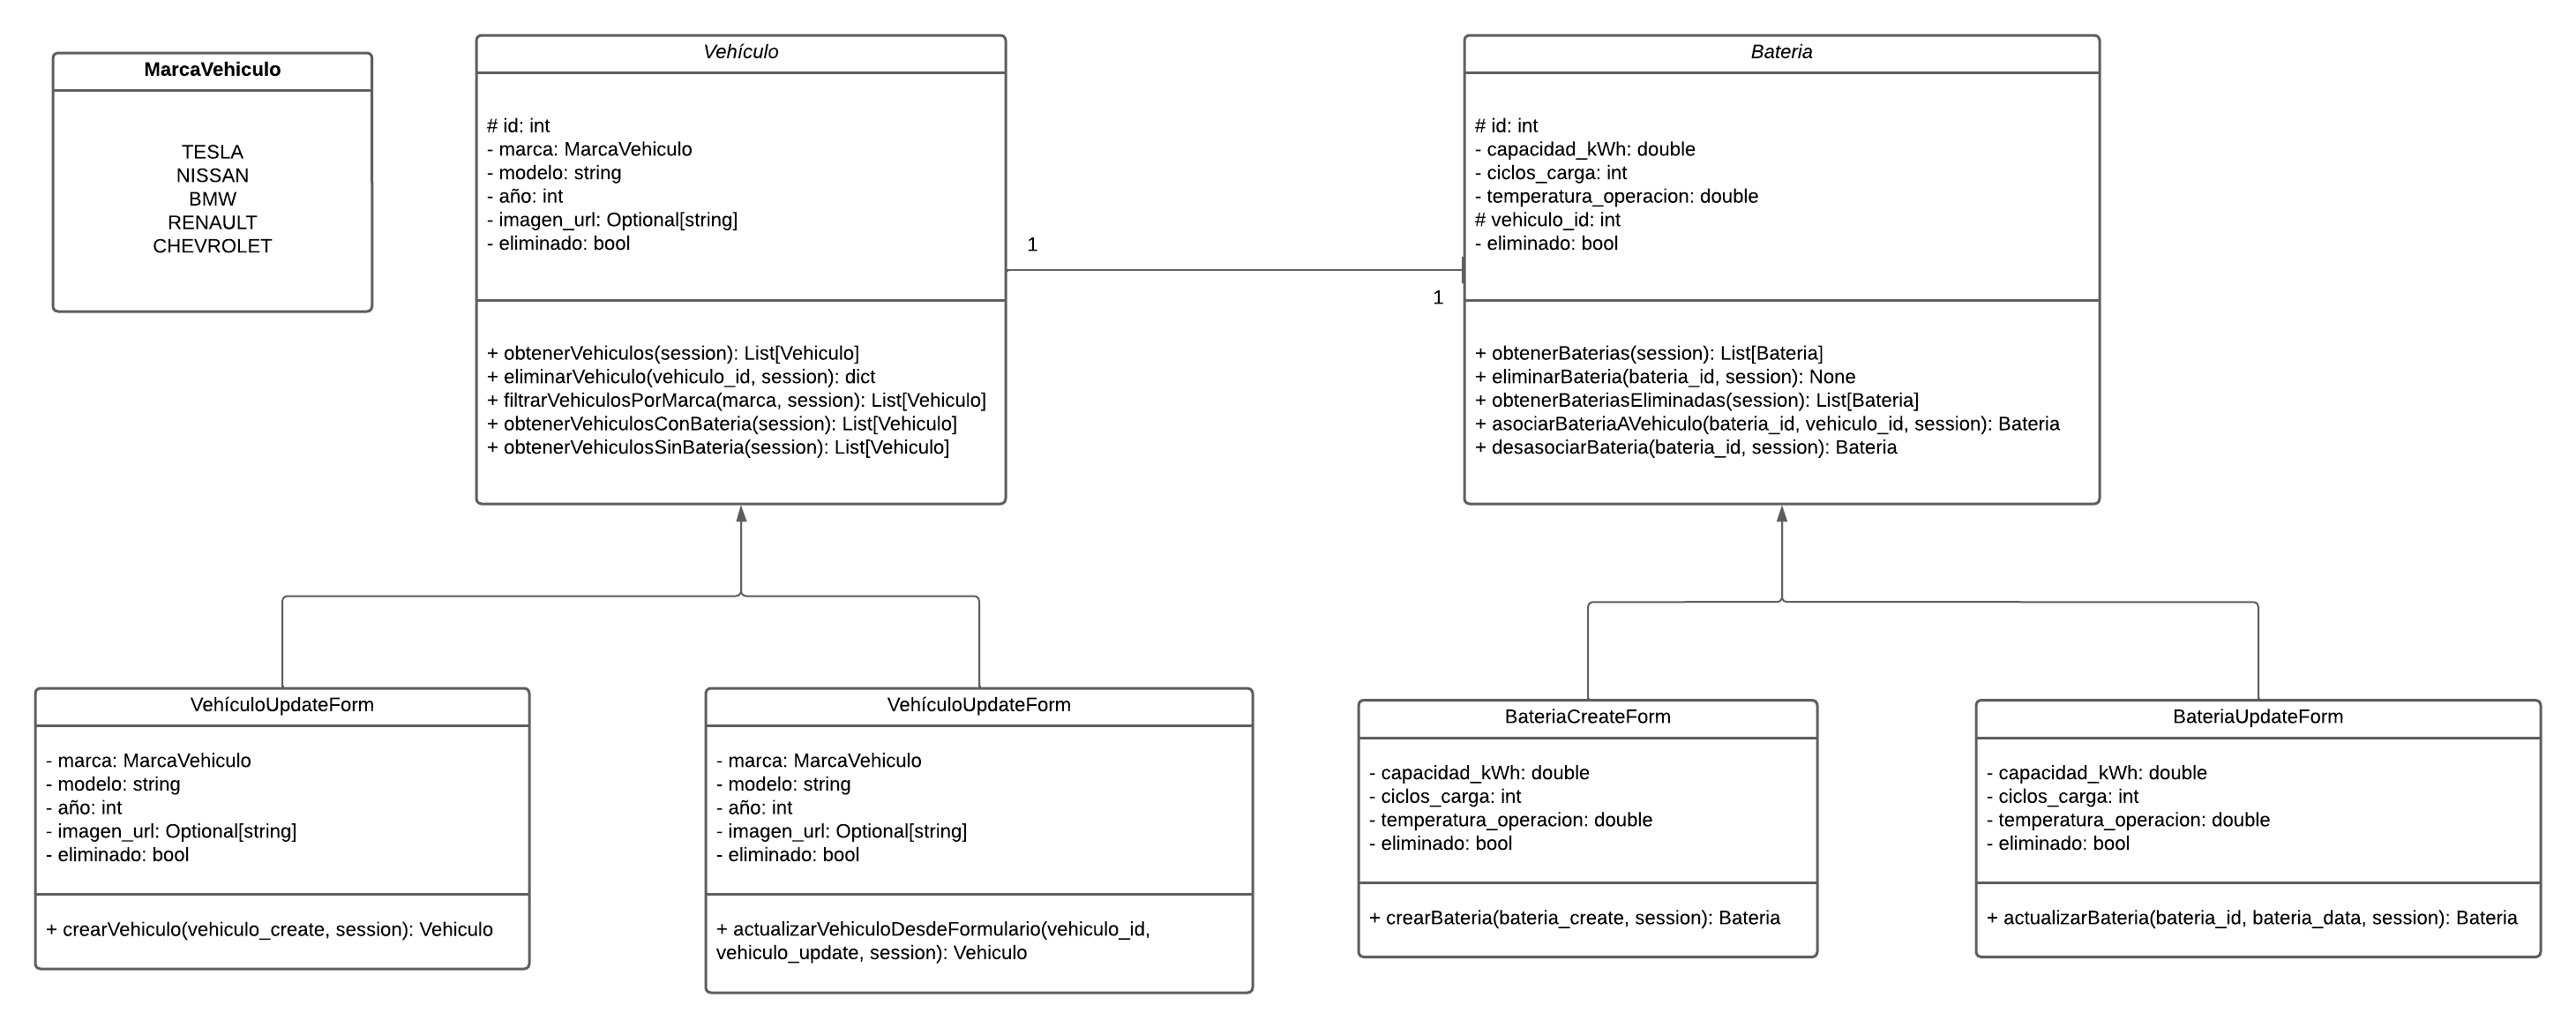 MarcaVehiculo
TESLA
NISSAN
BMW
RENAULT
CHEVROLET
Vehículo
# id: int
- marca: MarcaVehiculo
- modelo: string
- año: int
- imagen_url: Optional[string]
- eliminado: bool
+ obtenerVehiculos(session): List[Vehiculo]
+ eliminarVehiculo(vehiculo_id, session): dict
+ filtrarVehiculosPorMarca(marca, session): List[Vehiculo]
+ obtenerVehiculosConBateria(session): List[Vehiculo]
+ obtenerVehiculosSinBateria(session): List[Vehiculo]
1
1
Bateria
# id: int
- capacidad_kWh: double
- ciclos_carga: int
- temperatura_operacion: double
# vehiculo_id: int
- eliminado: bool
+ obtenerBaterias(session): List[Bateria]
+ eliminarBateria(bateria_id, session): None
+ obtenerBateriasEliminadas(session): List[Bateria]
+ asociarBateriaAVehiculo(bateria_id, vehiculo_id, session): Bateria
+ desasociarBateria(bateria_id, session): Bateria
VehículoUpdateForm
- marca: MarcaVehiculo
- modelo: string
- año: int
- imagen_url: Optional[string]
- eliminado: bool
+ crearVehiculo(vehiculo_create, session): Vehiculo
VehículoUpdateForm
- marca: MarcaVehiculo
- modelo: string
- año: int
- imagen_url: Optional[string]
- eliminado: bool
+ actualizarVehiculoDesdeFormulario(vehiculo_id,
vehiculo_update, session): Vehiculo
BateriaCreateForm
- capacidad_kWh: double
- ciclos_carga: int
- temperatura_operacion: double
- eliminado: bool
+ crearBateria(bateria_create, session): Bateria
BateriaUpdateForm
- capacidad_kWh: double
- ciclos_carga: int
- temperatura_operacion: double
- eliminado: bool
+ actualizarBateria(bateria_id, bateria_data, session): Bateria